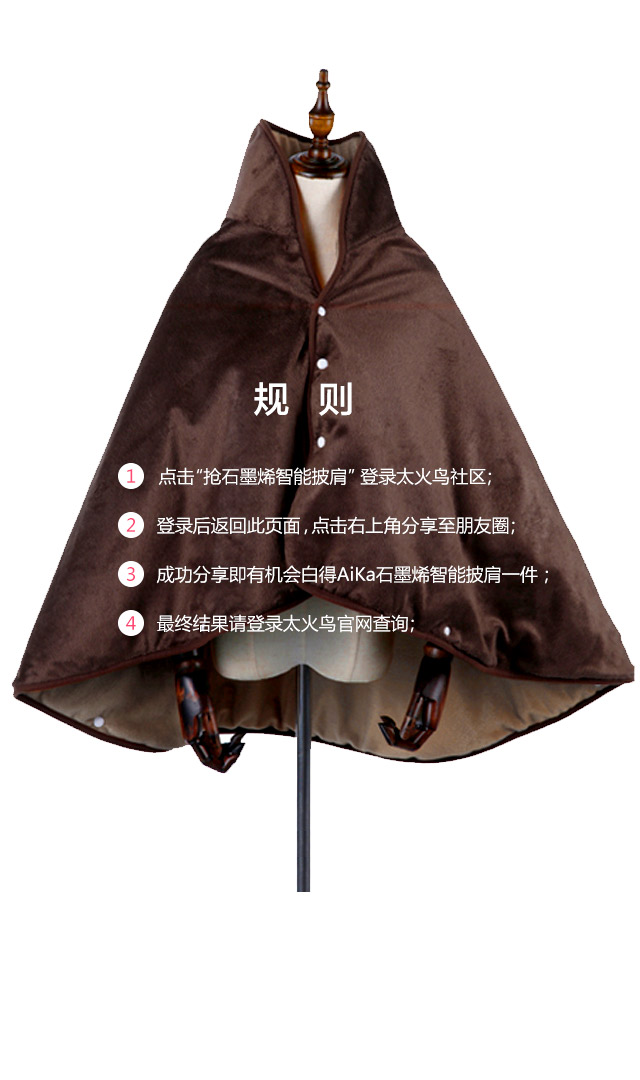 规 则
1 点击“抢石墨烯智能披肩” 登录太火鸟社区;
2 登录后返回此页面, 点击右上角分享至朋友圈;
3 成功分享即有机会白得AiKa石墨烯智能披肩一件 ;
4 最终结果请登录太火鸟官网查询;